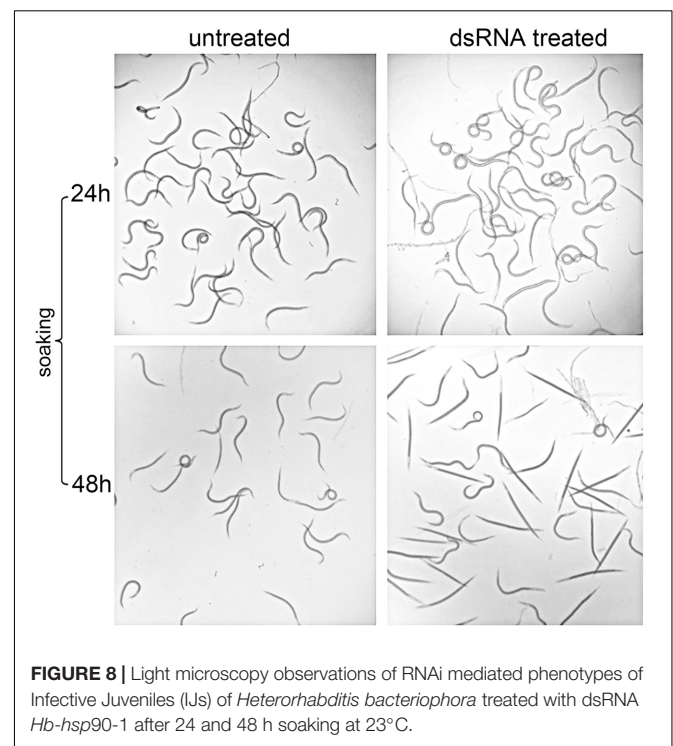 untreated
dsRNA treated
24h
soaking
48h
FIGURE 8 | Light microscopy observations of RNAi mediated phenotypes of
Infective Juveniles (IJs) of Heterorhabditis bacteriophora treated with dsRNA
Hb-hsp90-1 after 24 and 48 h soaking at 23°C.